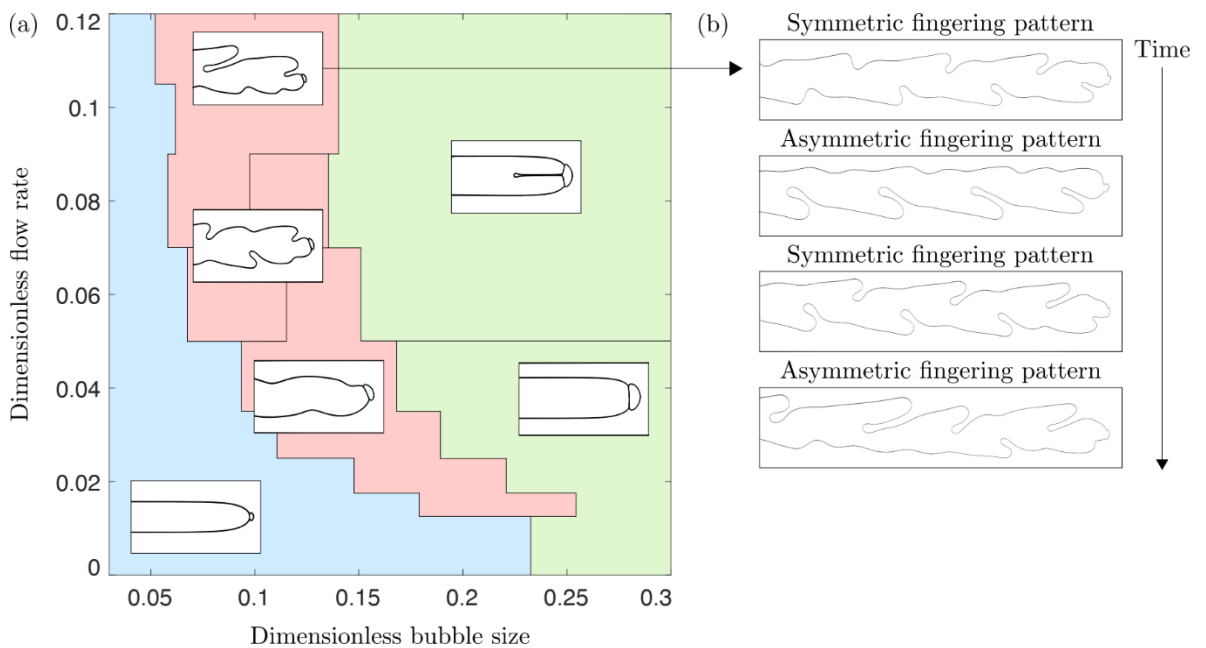 (a)
0.12
0.1
0.08
0.06
0.04
0.02
0
Dimensionless flow rate
0.05 0.1 0.15 0.2 0.25 0.3
Dimensionless bubble size
(b)
Symmetric fingering pattern
Time
Asymmetric fingering pattern
Symmetric fingering pattern
Asymmetric fingering pattern